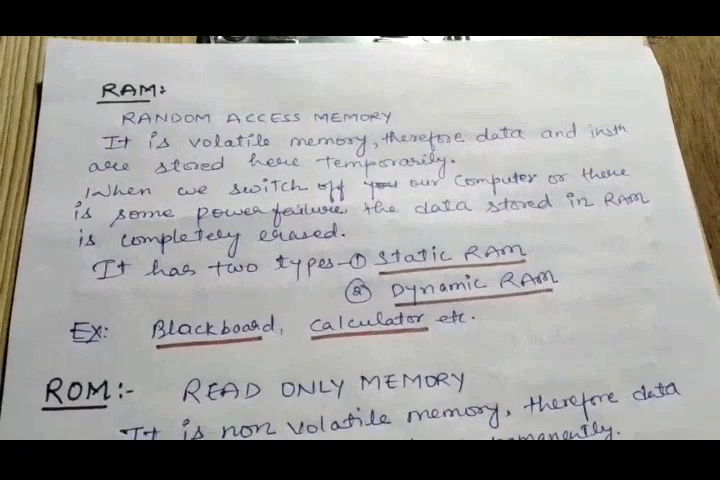 RAM:
RANDOM ACCESS MEMORY
It is volatile memory, therefore data and instn
are stored here temporarily.
When we switch off our computer or there
is some power failure, the data stored in RAM
is completely erased.
It has two types - ① Static RAM
② Dynamic RAM
EX: Blackboard, Calculator etc.
ROM:- READ ONLY MEMORY
It is non volatile memory, therefore data
permanently.